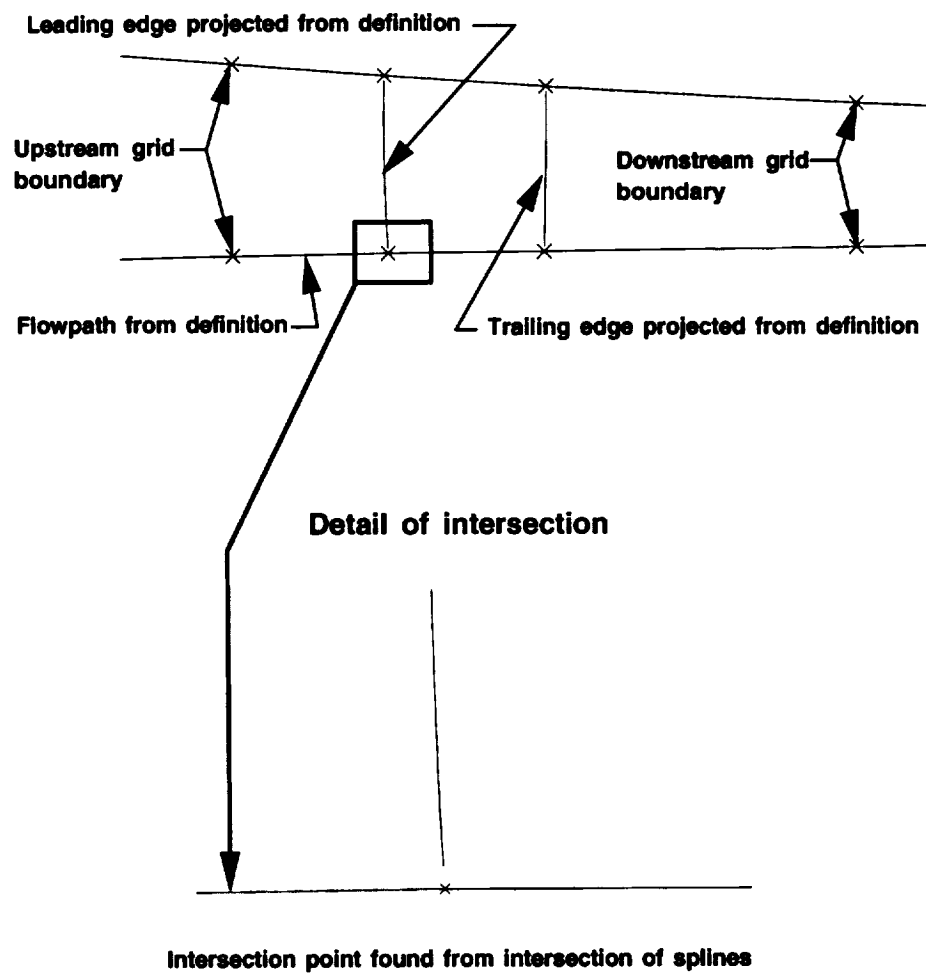 Leading edge projected from definition
Upstream grid
boundary
Downstream grid
boundary
Flowpath from definition
Trailing edge projected from definition
Detail of intersection
Intersection point found from intersection of splines